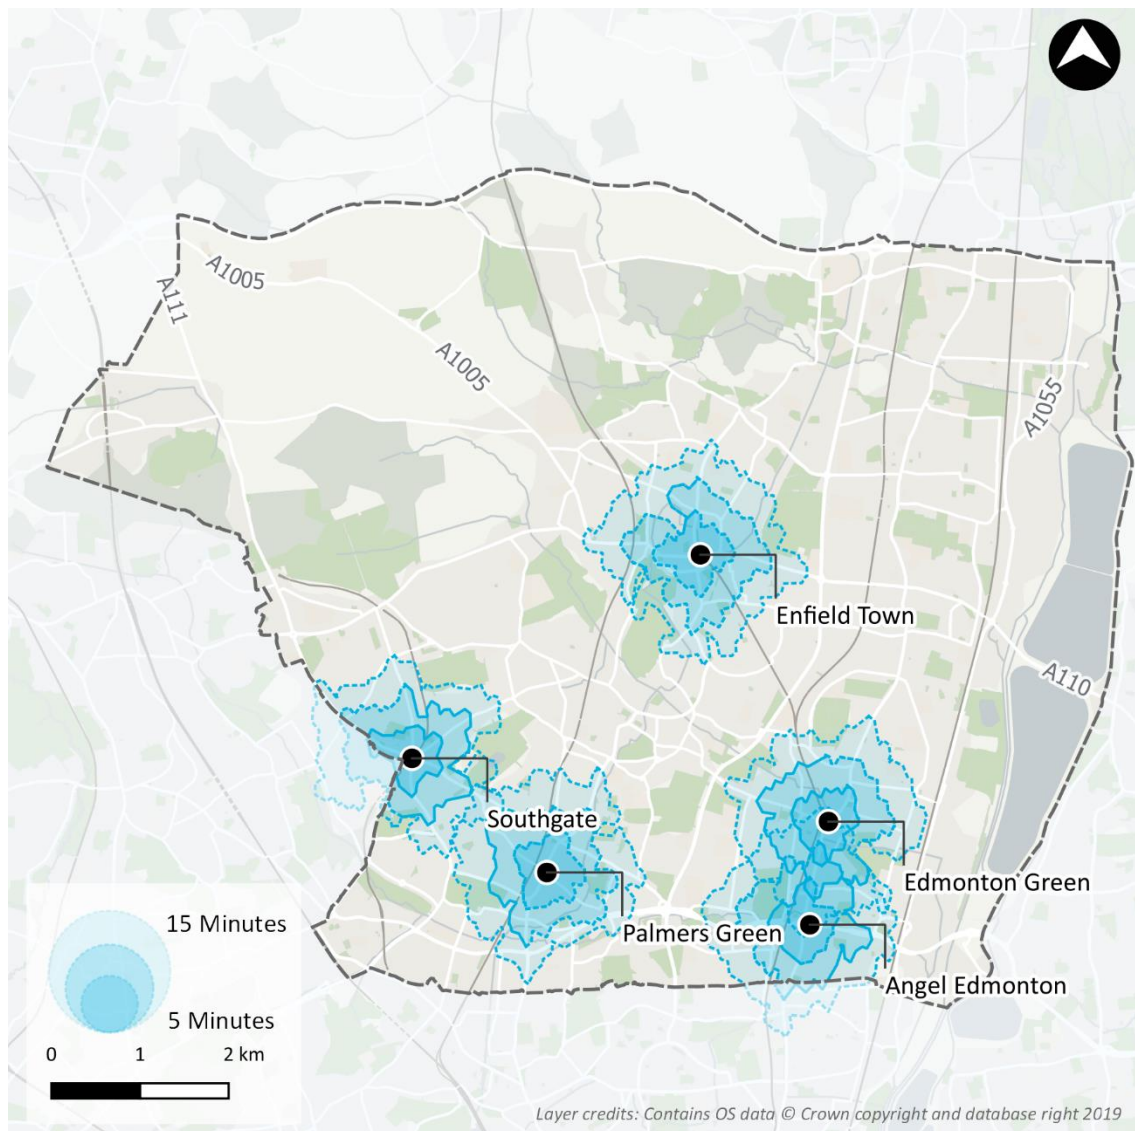 A1005
A111
A1005
A1055
Enfield Town
A110
Southgate
Edmonton Green
Palmers Green
Angel Edmonton
15 Minutes
5 Minutes
0 1 2 km
Layer credits: Contains OS data © Crown copyright and database right 2019